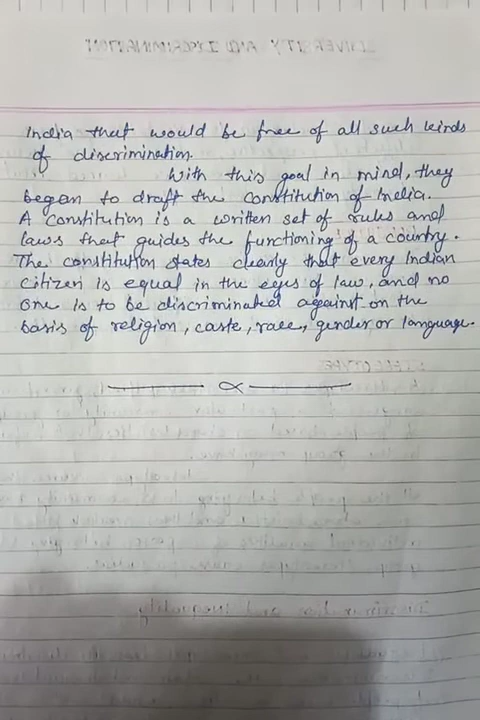 India that would be free of all such kinds
of discrimination.
With this goal in mind, they
began to draft the constitution of India.
A constitution is a written set of rules and
laws that guides the functioning of a country.
The constitution states clearly that every Indian
citizen is equal in the eyes of law, and no
one is to be discriminated against on the
basis of religion, caste, race, gender or language.